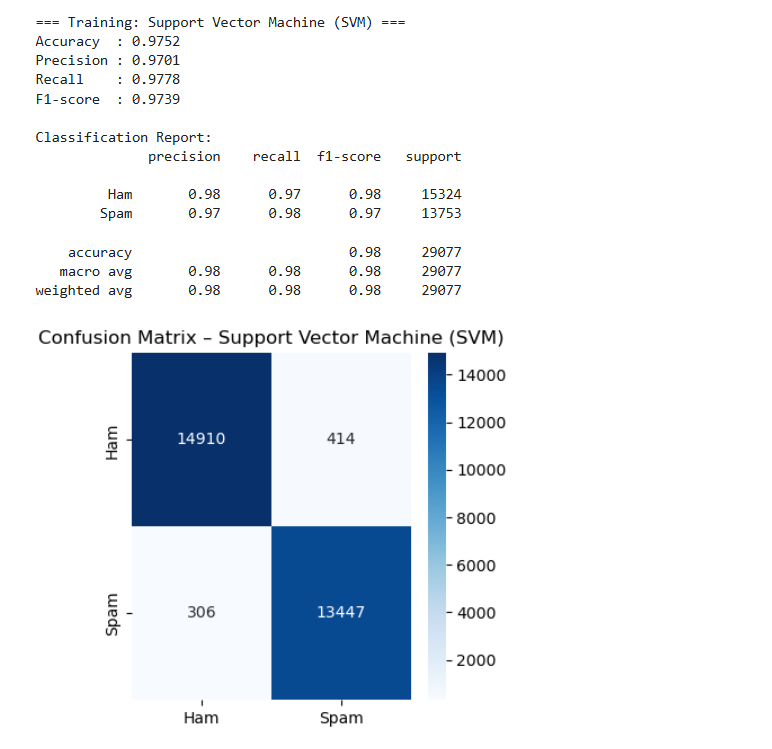 === Training: Support Vector Machine (SVM) ===
Accuracy  : 0.9752
Precision : 0.9701
Recall    : 0.9778
F1-score  : 0.9739
Classification Report:
precision    recall  f1-score   support
Ham       0.98      0.97      0.98     15324
Spam       0.97      0.98      0.97     13753
accuracy                           0.98     29077
macro avg       0.98      0.98      0.98     29077
weighted avg       0.98      0.98      0.98     29077
Confusion Matrix – Support Vector Machine (SVM)
Ham
14910
414
Spam
306
13447
Ham
Spam
14000
12000
10000
8000
6000
4000
2000